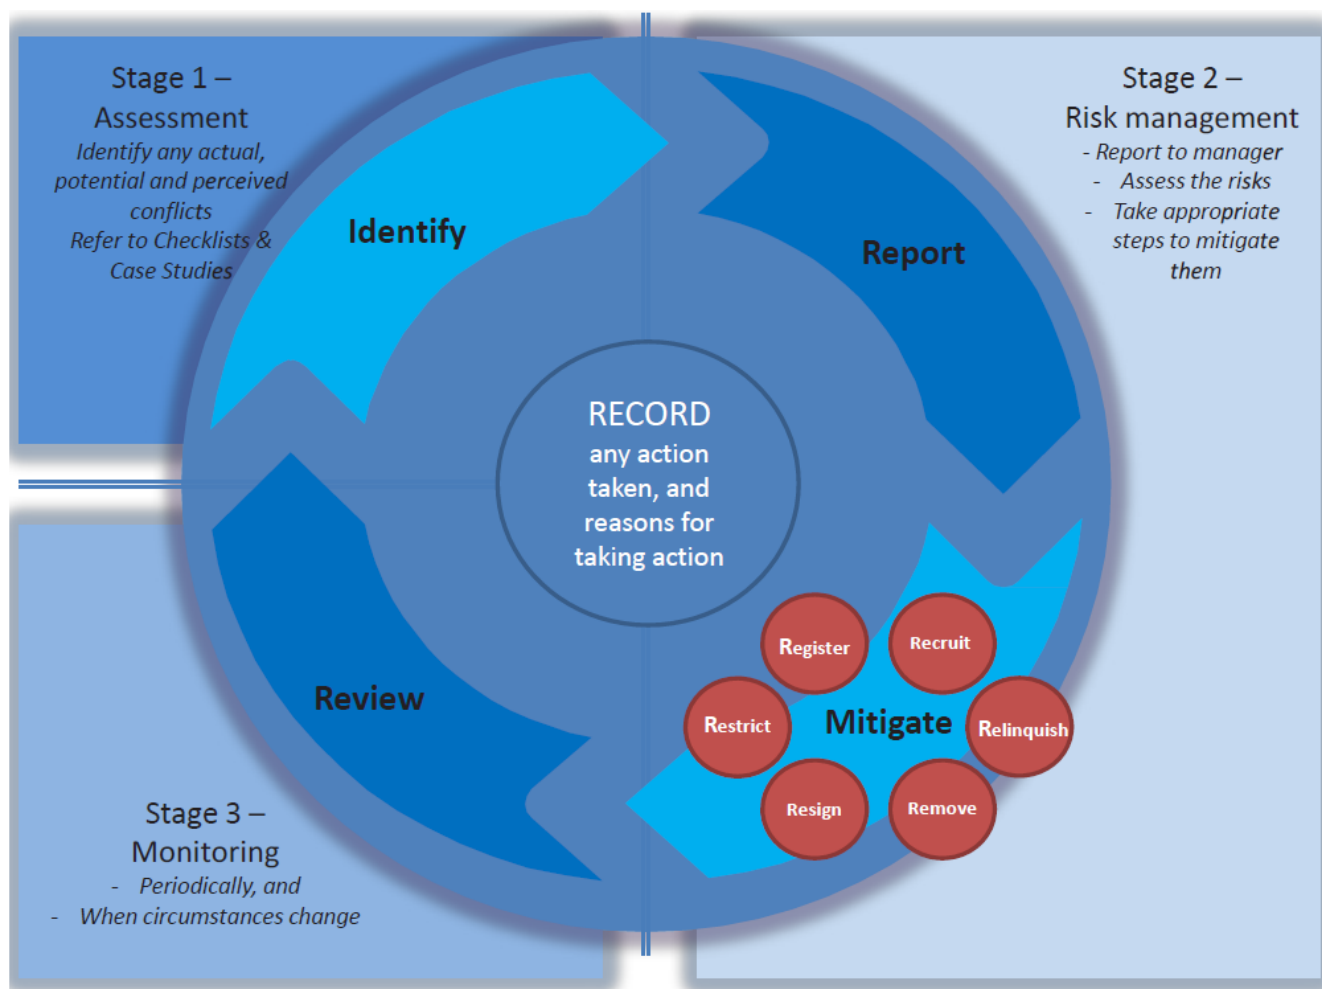 Stage 1 –
Assessment
Identify any actual,
potential and perceived
conflicts
Refer to Checklists &
Case Studies
Stage 2 –
Risk management
- Report to manager
- Assess the risks
- Take appropriate
steps to mitigate
them
Identify
Report
RECORD
any action
taken, and
reasons for
taking action
Register
Recruit
Restrict
Mitigate
Relinquish
Resign
Remove
Review
Stage 3 –
Monitoring
- Periodically, and
- When circumstances change